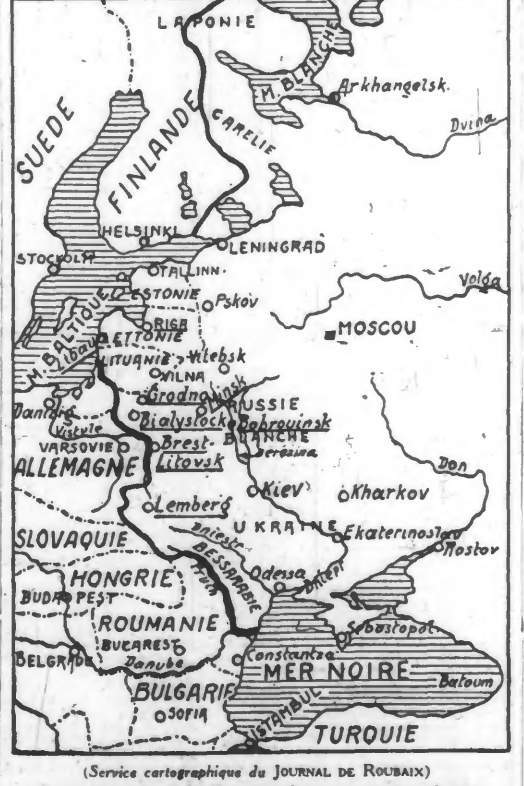 LAPONIE
M. BLANCHE
Arkhangelsk.
Dvina
SUEDE
FINLANDE
CARELIE
HELSINKI
LENINGRAD
STOCKOLM
TALLINN.
Volga
M. BALTIQUE
ESTONIE
Pskov
RIGA
MOSCOU
Libau
LETTONIE
LITUANIE
Vitebsk
VILNA
Grodno
Minsk
RUSSIE
BLANCHE
Dantzig
Bialystock
Bobrouinsk
Vistule
Bérézina
VARSOVIE
Brest-
Litovsk
Don
ALLEMAGNE
Kiev
Kharkov
Lemberg
UKRAINE
Ekaterinoslav
Rostov
SLOVAQUIE
Dniestr
BESSARABIE
Pruth
Odessa
Dniepr
HONGRIE
BUDAPEST
ROUMANIE
Sébastopol
BUCAREST
Danube
BELGRADE
Constantza
MER NOIRE
Batoum
BULGARIE
SOFIA
ISTAMBUL
TURQUIE
(Service cartographique du JOURNAL DE ROUBAIX)